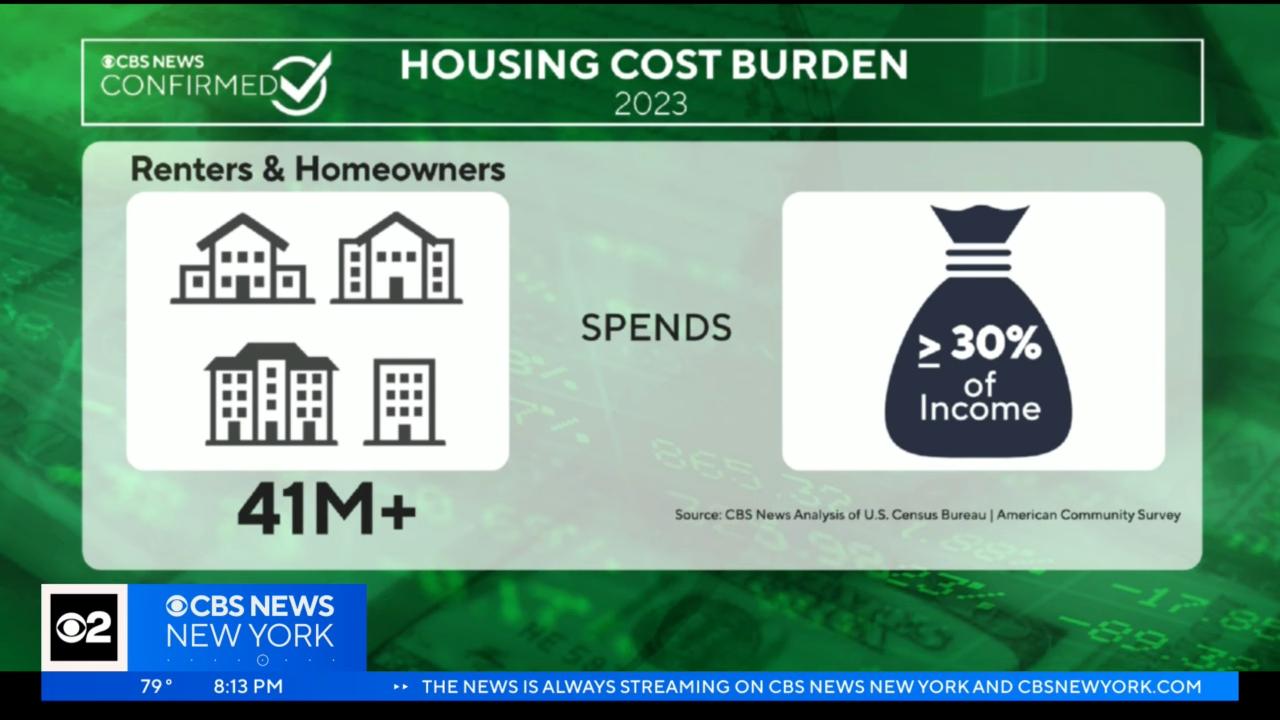 CBS NEWS
CONFIRMED
HOUSING COST BURDEN
2023
Renters & Homeowners
SPENDS
≥ 30%
of
Income
41M+
Source: CBS News Analysis of U.S. Census Bureau | American Community Survey
2
CBS NEWS
NEW YORK
79° 8:13 PM THE NEWS IS ALWAYS STREAMING ON CBS NEWS NEW YORK AND CBSNEWYORK.COM